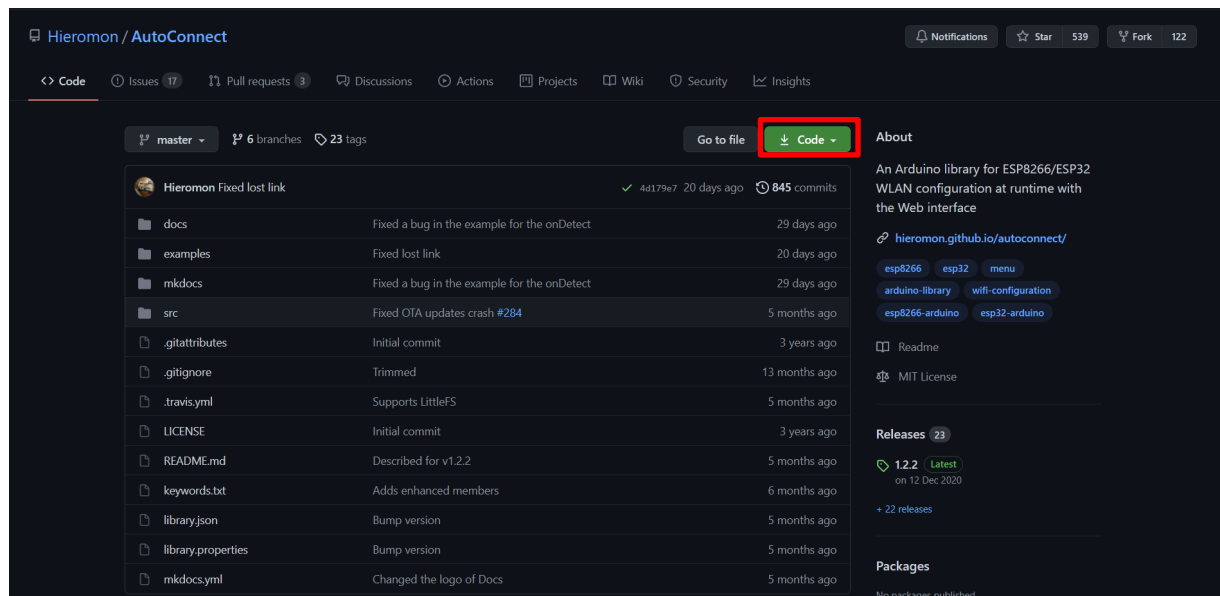 Hieromon / AutoConnect
Notifications
Star 539
Fork 122
<> Code
Issues 17
Pull requests 3
Discussions
Actions
Projects
Wiki
Security
Insights
master
6 branches
23 tags
Go to file
Code
Hieromon Fixed lost link
4d179e7 20 days ago
845 commits
docs Fixed a bug in the example for the onDetect 29 days ago
examples Fixed lost link 20 days ago
mkdocs Fixed a bug in the example for the onDetect 29 days ago
src Fixed OTA updates crash #284 5 months ago
.gitattributes Initial commit 3 years ago
.gitignore Trimmed 13 months ago
.travis.yml Supports LittleFS 5 months ago
LICENSE Initial commit 3 years ago
README.md Described for v1.2.2 5 months ago
keywords.txt Adds enhanced members 6 months ago
library.json Bump version 5 months ago
library.properties Bump version 5 months ago
mkdocs.yml Changed the logo of Docs 5 months ago
About
An Arduino library for ESP8266/ESP32
WLAN configuration at runtime with
the Web interface
hieromon.github.io/autoconnect/
esp8266 esp32 menu
arduino-library wifi-configuration
esp8266-arduino esp32-arduino
Readme
MIT License
Releases 23
1.2.2 Latest
on 12 Dec 2020
+ 22 releases
Packages
No packages published